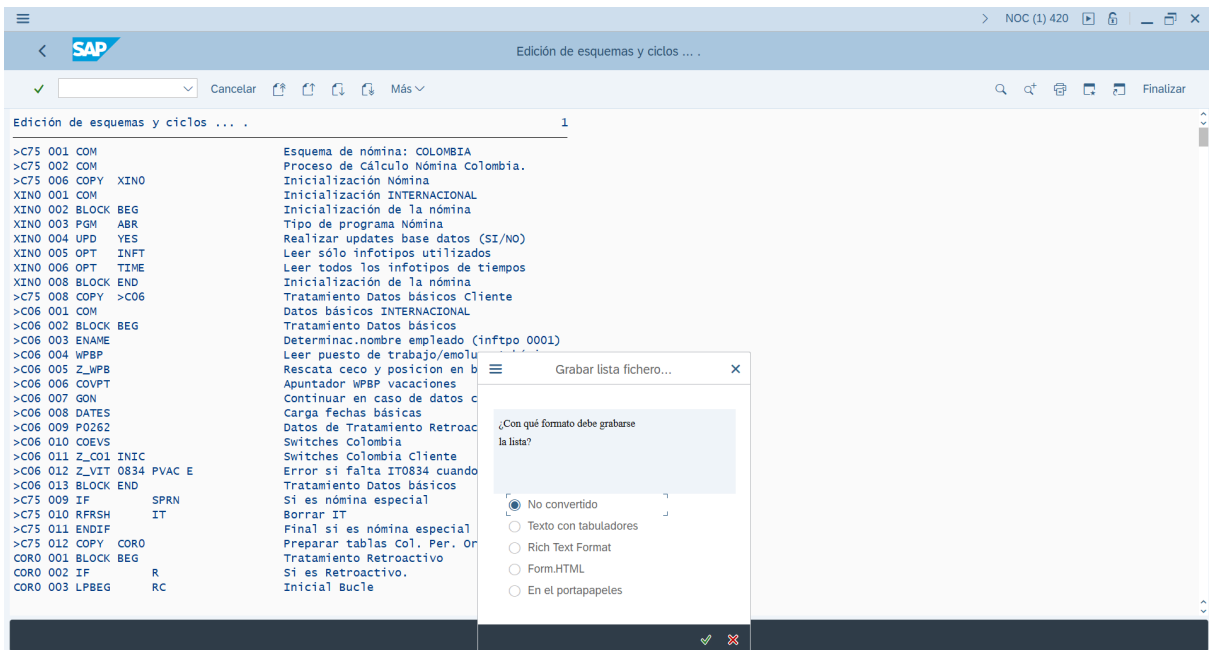 NOC (1) 420
SAP
Edición de esquemas y ciclos ... .
Cancelar Más Finalizar
Edición de esquemas y ciclos ... . 1
>C75 001 COM Esquema de nómina: COLOMBIA
>C75 002 COM Proceso de Cálculo Nómina Colombia.
>C75 006 COPY XIN0 Inicialización Nómina
XIN0 001 COM Inicialización INTERNACIONAL
XIN0 002 BLOCK BEG Inicialización de la nómina
XIN0 003 PGM ABR Tipo de programa Nómina
XIN0 004 UPD YES Realizar updates base datos (SI/NO)
XIN0 005 OPT INFT Leer sólo infotipos utilizados
XIN0 006 OPT TIME Leer todos los infotipos de tiempos
XIN0 008 BLOCK END Inicialización de la nómina
>C75 008 COPY >C06 Tratamiento Datos básicos Cliente
>C06 001 COM Datos básicos INTERNACIONAL
>C06 002 BLOCK BEG Tratamiento Datos básicos
>C06 003 ENAME Determinac.nombre empleado (inftpo 0001)
>C06 004 WPBP Leer puesto de trabajo/emolu
>C06 005 Z_WPB Rescata ceco y posicion en b
>C06 006 COVPT Apuntador WPBP vacaciones
>C06 007 GON Continuar en caso de datos c
>C06 008 DATES Carga fechas básicas
>C06 009 P0262 Datos de Tratamiento Retroac
>C06 010 COEVS Switches Colombia
>C06 011 Z_CO1 INIC Switches Colombia Cliente
>C06 012 Z_VIT 0834 PVAC E Error si falta IT0834 cuando
>C06 013 BLOCK END Tratamiento Datos básicos
>C75 009 IF SPRN Si es nómina especial
>C75 010 RFRSH IT Borrar IT
>C75 011 ENDIF Final si es nómina especial
>C75 012 COPY COR0 Preparar tablas Col. Per. Or
COR0 001 BLOCK BEG Tratamiento Retroactivo
COR0 002 IF R Si es Retroactivo.
COR0 003 LPBEG RC Inicial Bucle
Grabar lista fichero...
¿Con qué formato debe grabarse
la lista?
No convertido
Texto con tabuladores
Rich Text Format
Form.HTML
En el portapapeles